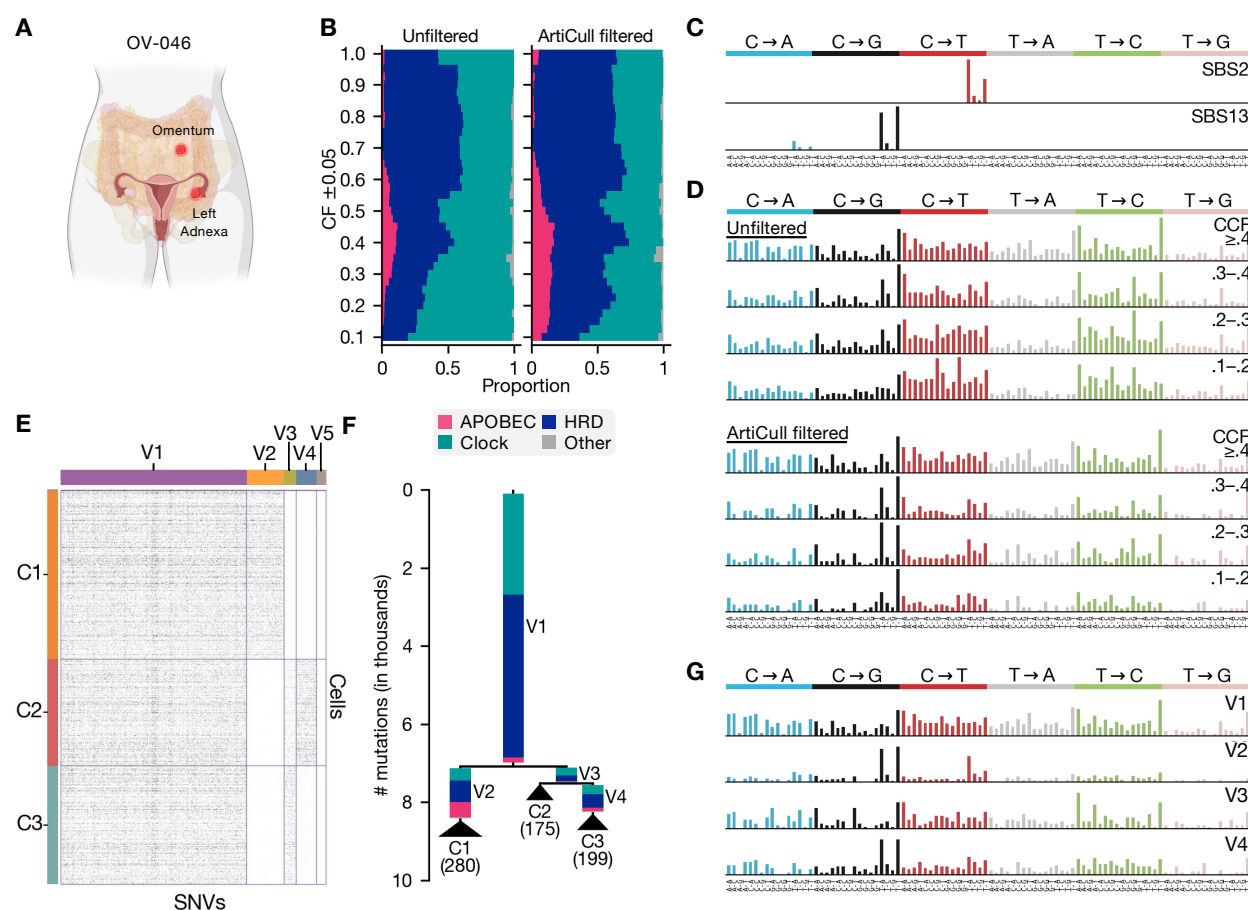 A
OV-046
Omentum
Left
Adnexa
B
Unfiltered
ArtiCull filtered
CF ±0.05
1.0
0.9
0.8
0.7
0.6
0.5
0.4
0.3
0.2
0.1
0 0.5 1 0 0.5 1
Proportion
APOBEC HRD
Clock Other
C
C→A C→G C→T T→A T→C T→G
SBS2
SBS13
D
C→A C→G C→T T→A T→C T→G
Unfiltered
CCF
≥.4
.3–.4
.2–.3
.1–.2
ArtiCull filtered
CCF
≥.4
.3–.4
.2–.3
.1–.2
E
V1 V2 V3 V4 V5
C1
C2
C3
Cells
SNVs
F
# mutations (in thousands)
0
2
4
6
8
10
V1
V2
V3
V4
C1
(280)
C2
(175)
C3
(199)
G
C→A C→G C→T T→A T→C T→G
V1
V2
V3
V4